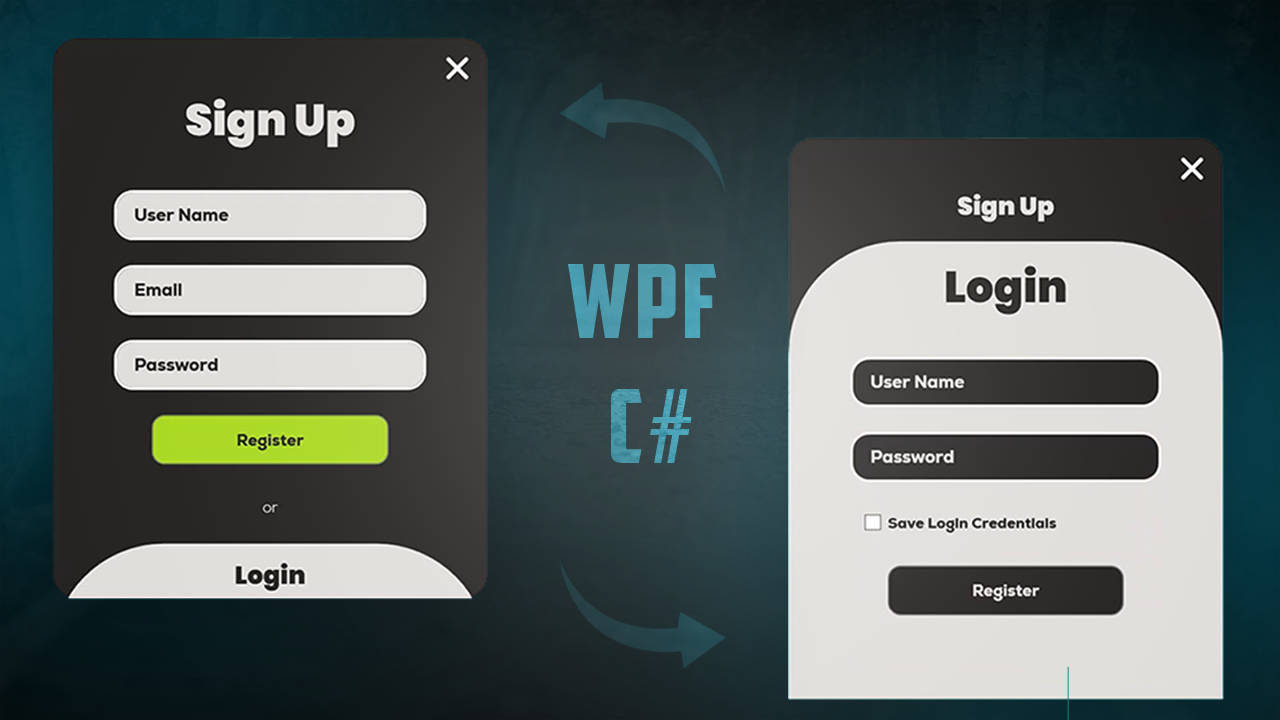 Sign Up
User Name
Email
Password
Register
or
Login
WPF
C#
Sign Up
Login
User Name
Password
Save Login Credentials
Register